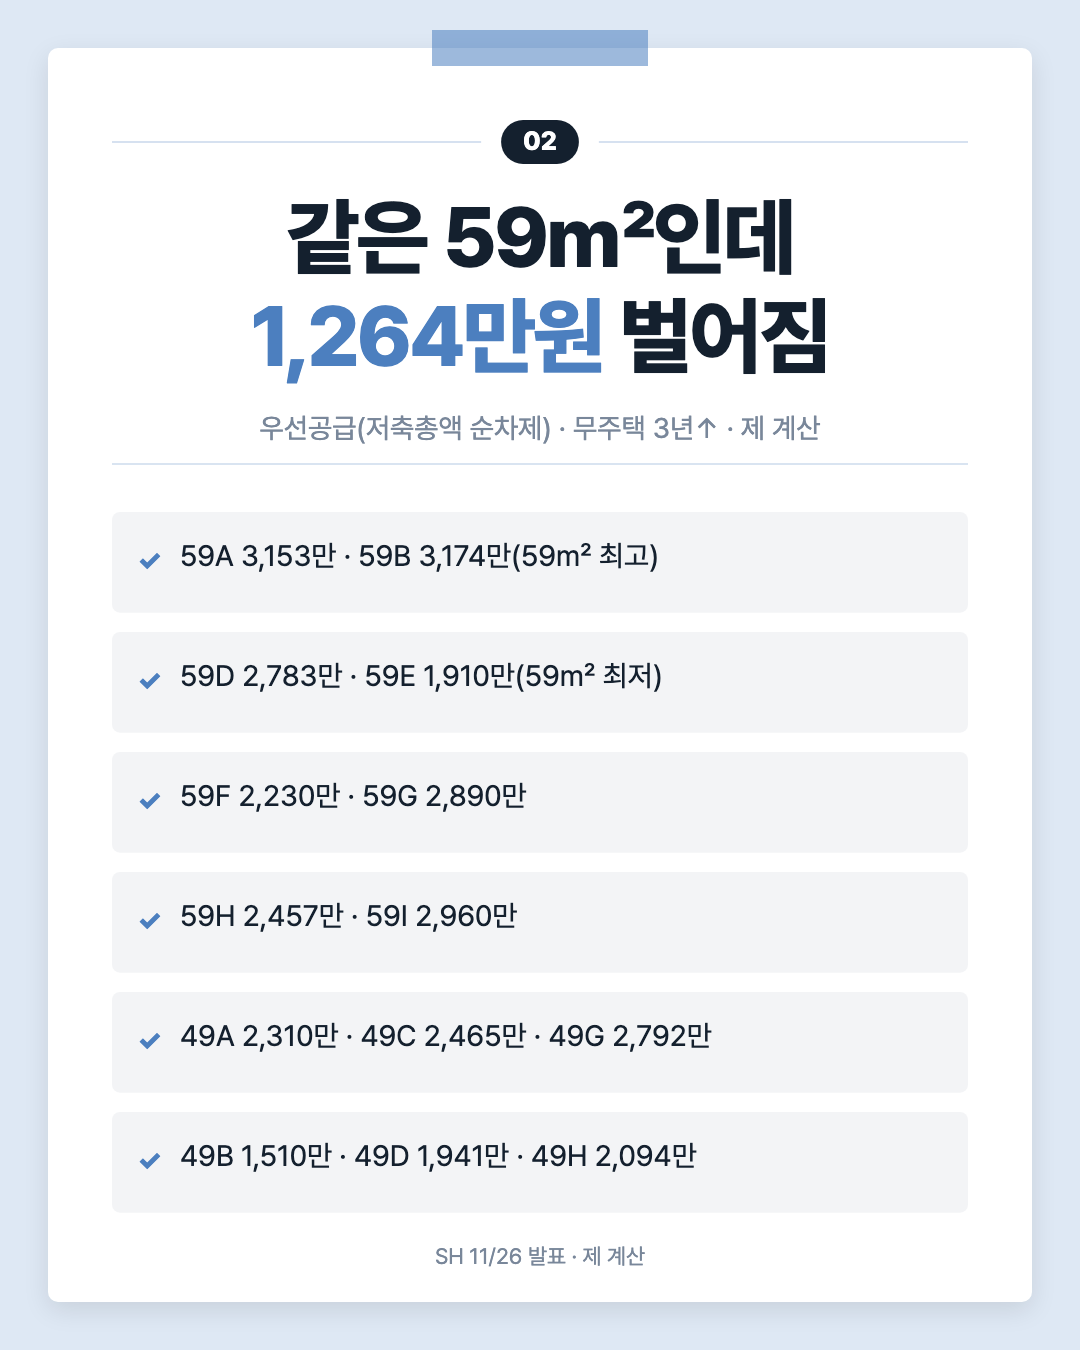 02
같은 59m²인데
1,264만원 벌어짐
우선공급(저축총액 순차제) · 무주택 3년↑ · 제 계산
59A 3,153만 · 59B 3,174만(59m² 최고)
59D 2,783만 · 59E 1,910만(59m² 최저)
59F 2,230만 · 59G 2,890만
59H 2,457만 · 59I 2,960만
49A 2,310만 · 49C 2,465만 · 49G 2,792만
49B 1,510만 · 49D 1,941만 · 49H 2,094만
SH 11/26 발표 · 제 계산